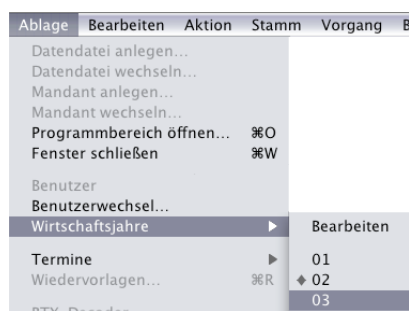 Ablage Bearbeiten Aktion Stamm Vorgang
Datendatei anlegen...
Datendatei wechseln...
Mandant anlegen...
Mandant wechseln...
Programmbereich öffnen... ⌘O
Fenster schließen ⌘W
Benutzer
Benutzerwechsel...
Wirtschaftsjahre
Bearbeiten
Termine
01
Wiedervorlagen... ⌘R
02
03